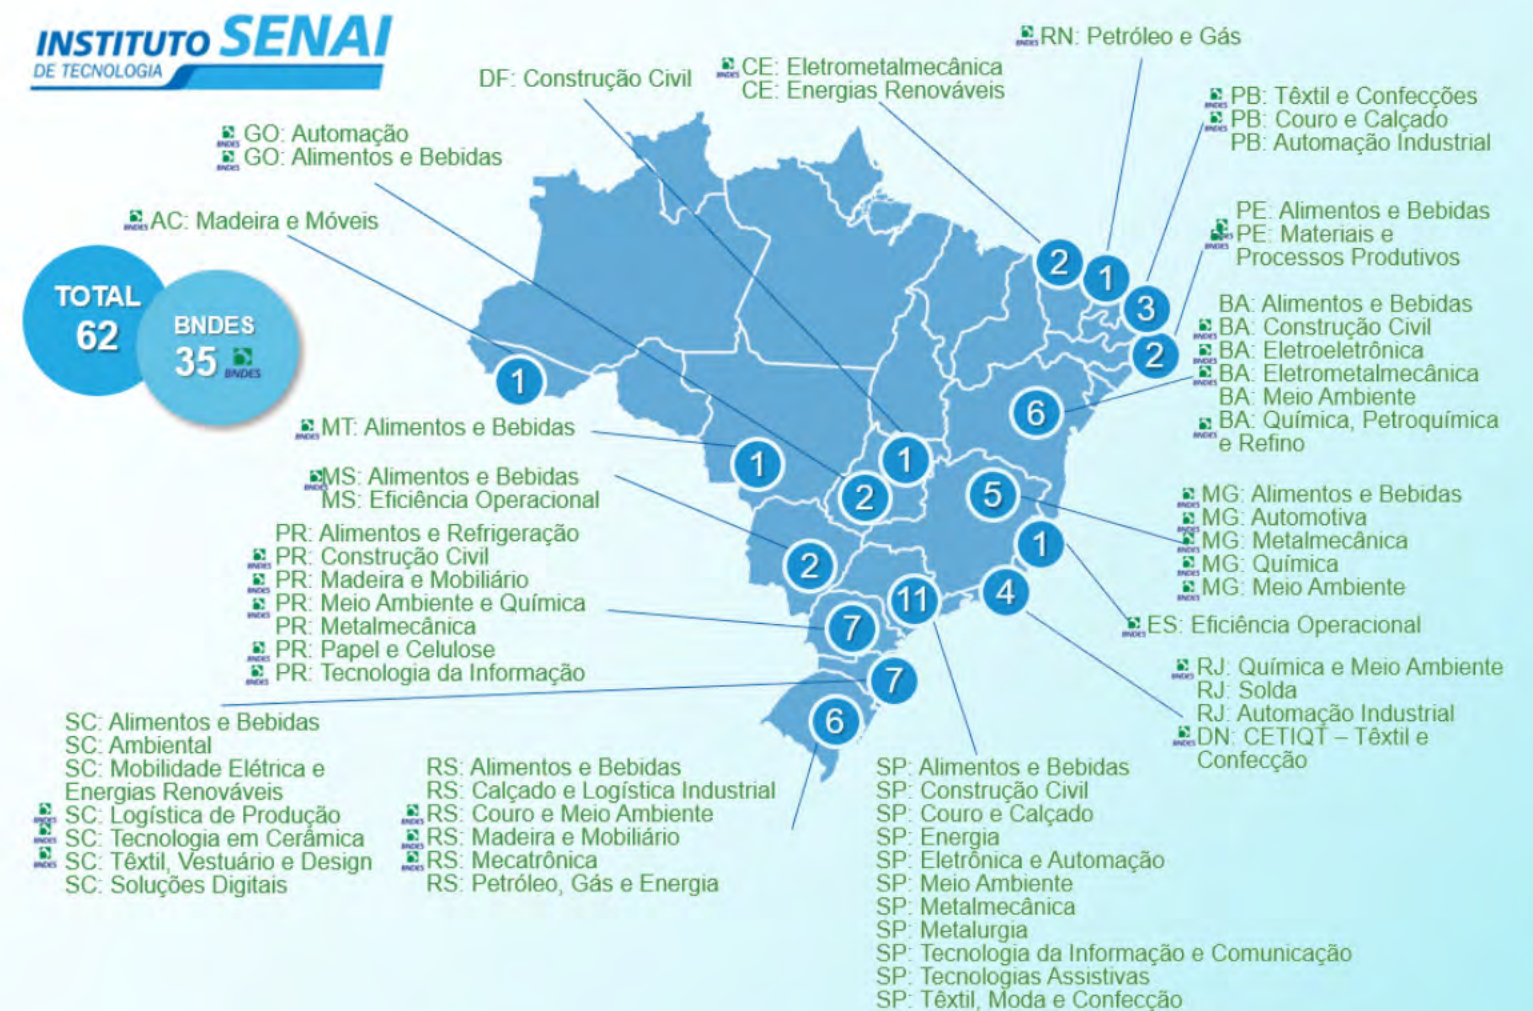 INSTITUTO SENAI
DE TECNOLOGIA
RN: Petróleo e Gás
DF: Construção Civil
CE: Eletrometalmecânica
CE: Energias Renováveis
PB: Têxtil e Confecções
PB: Couro e Calçado
PB: Automação Industrial
GO: Automação
GO: Alimentos e Bebidas
AC: Madeira e Móveis
PE: Alimentos e Bebidas
PE: Materiais e
Processos Produtivos
TOTAL
62
BNDES
35
BNDES
BA: Alimentos e Bebidas
BA: Construção Civil
BA: Eletroeletrônica
BA: Eletrometalmecânica
BA: Meio Ambiente
BA: Química, Petroquímica
e Refino
2
1
3
2
1
6
1
1
2
5
1
2
11
4
7
7
6
MT: Alimentos e Bebidas
MS: Alimentos e Bebidas
MS: Eficiência Operacional
MG: Alimentos e Bebidas
MG: Automotiva
MG: Metalmecânica
MG: Química
MG: Meio Ambiente
PR: Alimentos e Refrigeração
PR: Construção Civil
PR: Madeira e Mobiliário
PR: Meio Ambiente e Química
PR: Metalmecânica
PR: Papel e Celulose
PR: Tecnologia da Informação
ES: Eficiência Operacional
RJ: Química e Meio Ambiente
RJ: Solda
RJ: Automação Industrial
DN: CETIQT – Têxtil e
Confecção
SC: Alimentos e Bebidas
SC: Ambiental
SC: Mobilidade Elétrica e
Energias Renováveis
SC: Logística de Produção
SC: Tecnologia em Cerâmica
SC: Têxtil, Vestuário e Design
SC: Soluções Digitais
RS: Alimentos e Bebidas
RS: Calçado e Logística Industrial
RS: Couro e Meio Ambiente
RS: Madeira e Mobiliário
RS: Mecatrônica
RS: Petróleo, Gás e Energia
SP: Alimentos e Bebidas
SP: Construção Civil
SP: Couro e Calçado
SP: Energia
SP: Eletrônica e Automação
SP: Meio Ambiente
SP: Metalmecânica
SP: Metalurgia
SP: Tecnologia da Informação e Comunicação
SP: Tecnologias Assistivas
SP: Têxtil, Moda e Confecção